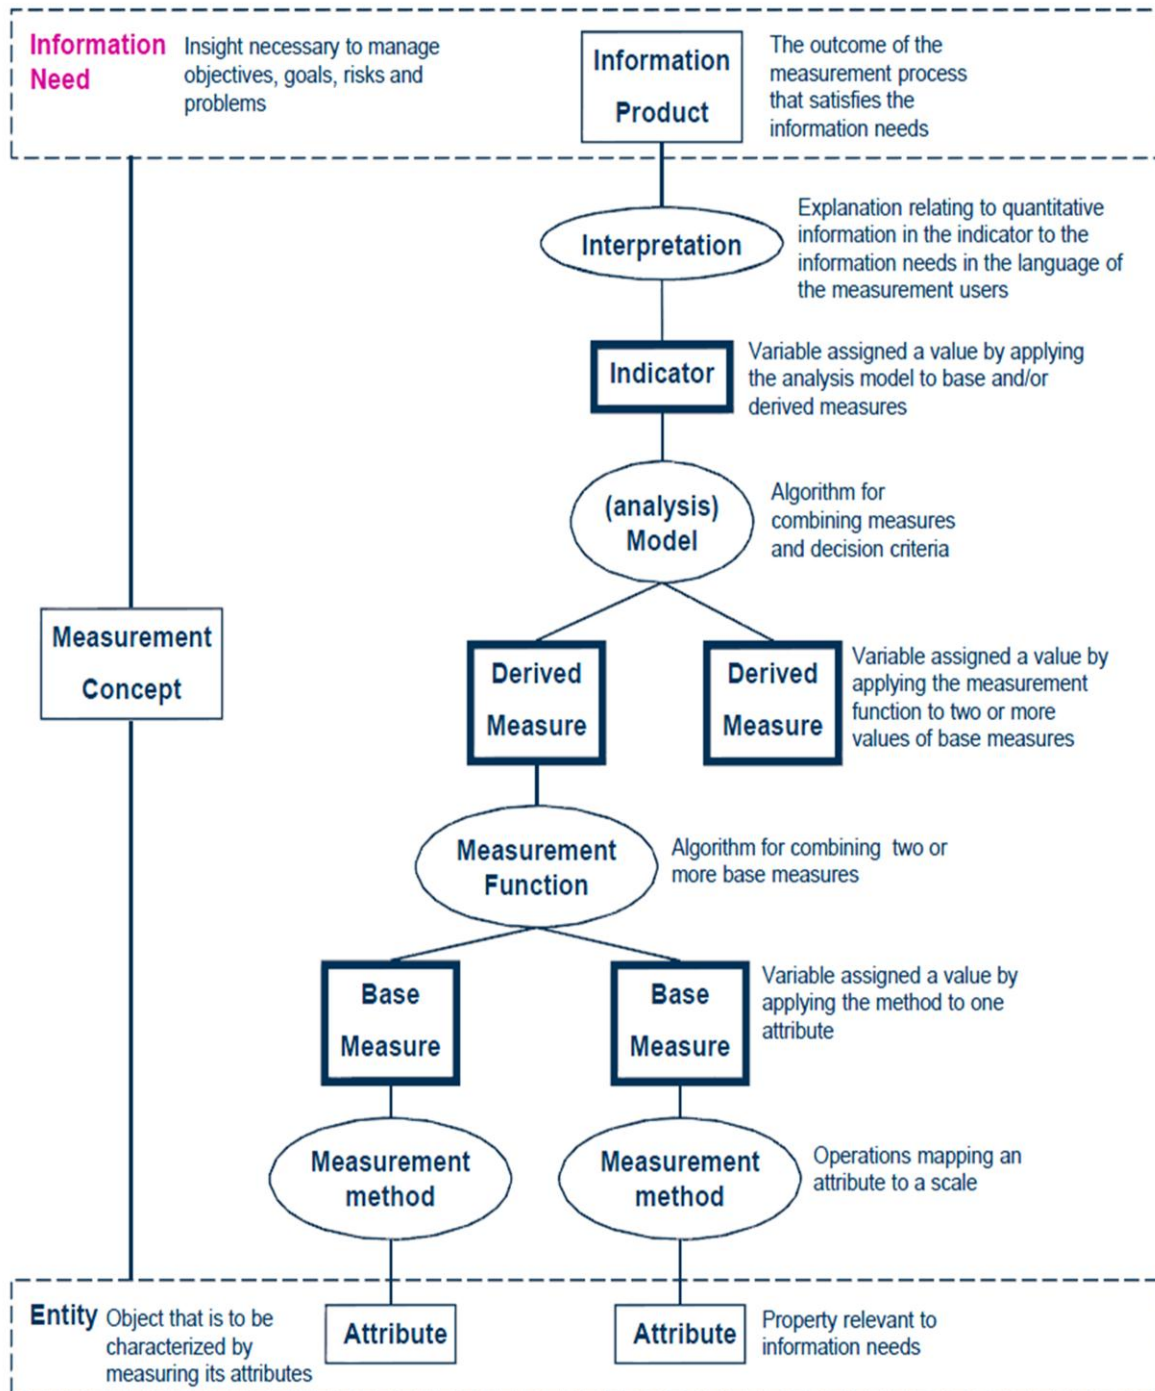 Information
Need
Insight necessary to manage
objectives, goals, risks and
problems
Information
Product
The outcome of the
measurement process
that satisfies the
information needs
Interpretation
Explanation relating to quantitative
information in the indicator to the
information needs in the language of
the measurement users
Indicator
Variable assigned a value by applying
the analysis model to base and/or
derived measures
(analysis)
Model
Algorithm for
combining measures
and decision criteria
Measurement
Concept
Derived
Measure
Derived
Measure
Variable assigned a value by
applying the measurement
function to two or more
values of base measures
Measurement
Function
Algorithm for combining two or
more base measures
Base
Measure
Base
Measure
Variable assigned a value by
applying the method to one
attribute
Measurement
method
Measurement
method
Operations mapping an
attribute to a scale
Entity
Object that is to be
characterized by
measuring its attributes
Attribute
Attribute
Property relevant to
information needs